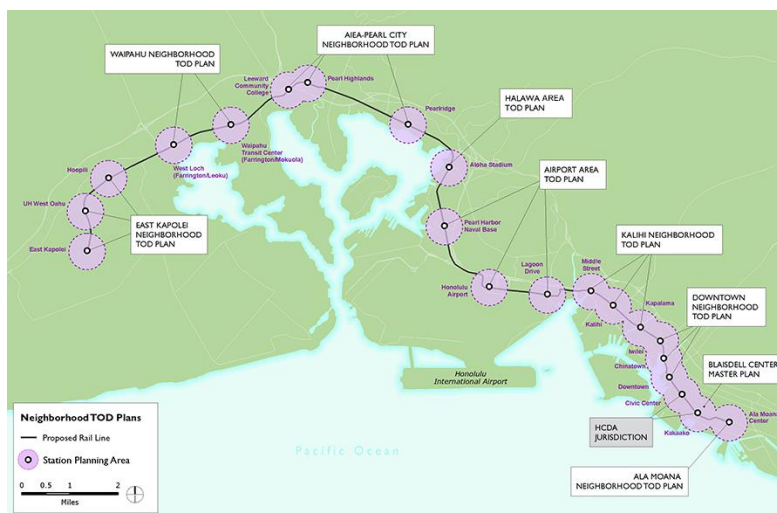 AIEA-PEARL CITY
NEIGHBORHOOD TOD PLAN
WAIPAHU NEIGHBORHOOD
TOD PLAN
Leeward
Community
College
Pearl Highlands
Pearlridge
HALAWA AREA
TOD PLAN
Waipahu
Transit Center
(Farrington/Mokuola)
West Loch
(Farrington/Leoku)
Hoopili
Aloha Stadium
AIRPORT AREA
TOD PLAN
UH West Oahu
EAST KAPOLEI
NEIGHBORHOOD
TOD PLAN
East Kapolei
Pearl Harbor
Naval Base
KALIHI NEIGHBORHOOD
TOD PLAN
Lagoon
Drive
Middle
Street
Honolulu
Airport
Kapalama
Kalihi
DOWNTOWN
NEIGHBORHOOD
TOD PLAN
Iwilei
Chinatown
BLAISDELL CENTER
MASTER PLAN
Downtown
Honolulu
International Airport
Civic Center
HCDA
JURISDICTION
Kakaako
Ala Moana
Center
ALA MOANA
NEIGHBORHOOD TOD PLAN
Pacific Ocean
Neighborhood TOD Plans
Proposed Rail Line
Station Planning Area
0 0.5 1 2
Miles